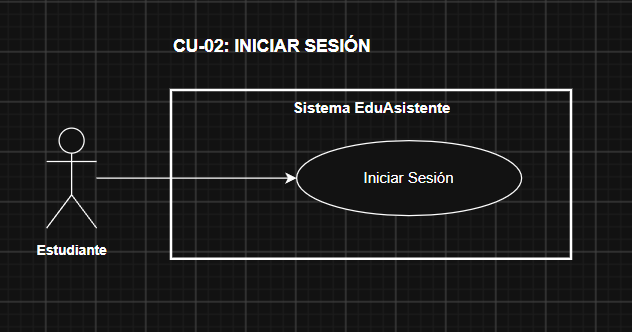 CU-02: INICIAR SESIÓN
Sistema EduAsistente
Iniciar Sesión
Estudiante